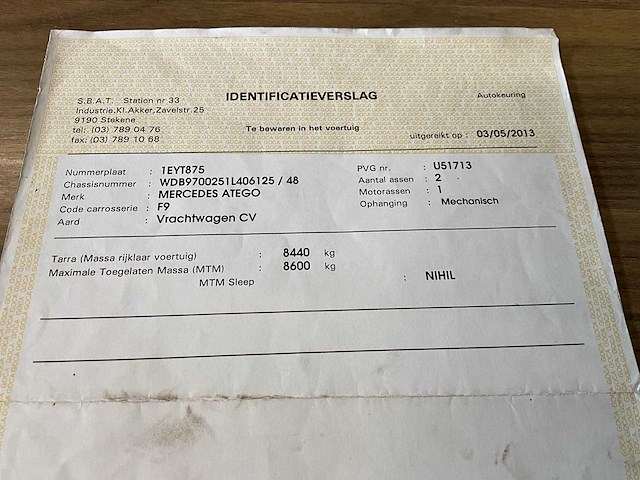 S.B.A.T. Station nr 33
Industrie.Kl.Akker,Zavelstr.25
9190 Stekene
tel: (03) 789 04 76
fax: (03) 789 10 68
IDENTIFICATIEVERSLAG
Te bewaren in het voertuig
Autokeuring
uitgereikt op : 03/05/2013
Nummerplaat : 1EYT875
Chassisnummer : WDB9700251L406125 / 48
Merk : MERCEDES ATEGO
Code carrosserie : F9
Aard : Vrachtwagen CV
PVG nr. : U51713
Aantal assen : 2
Motorassen : 1
Ophanging : Mechanisch
Tarra (Massa rijklaar voertuig) : 8440 kg
Maximale Toegelaten Massa (MTM) : 8600 kg
MTM Sleep : NIHIL